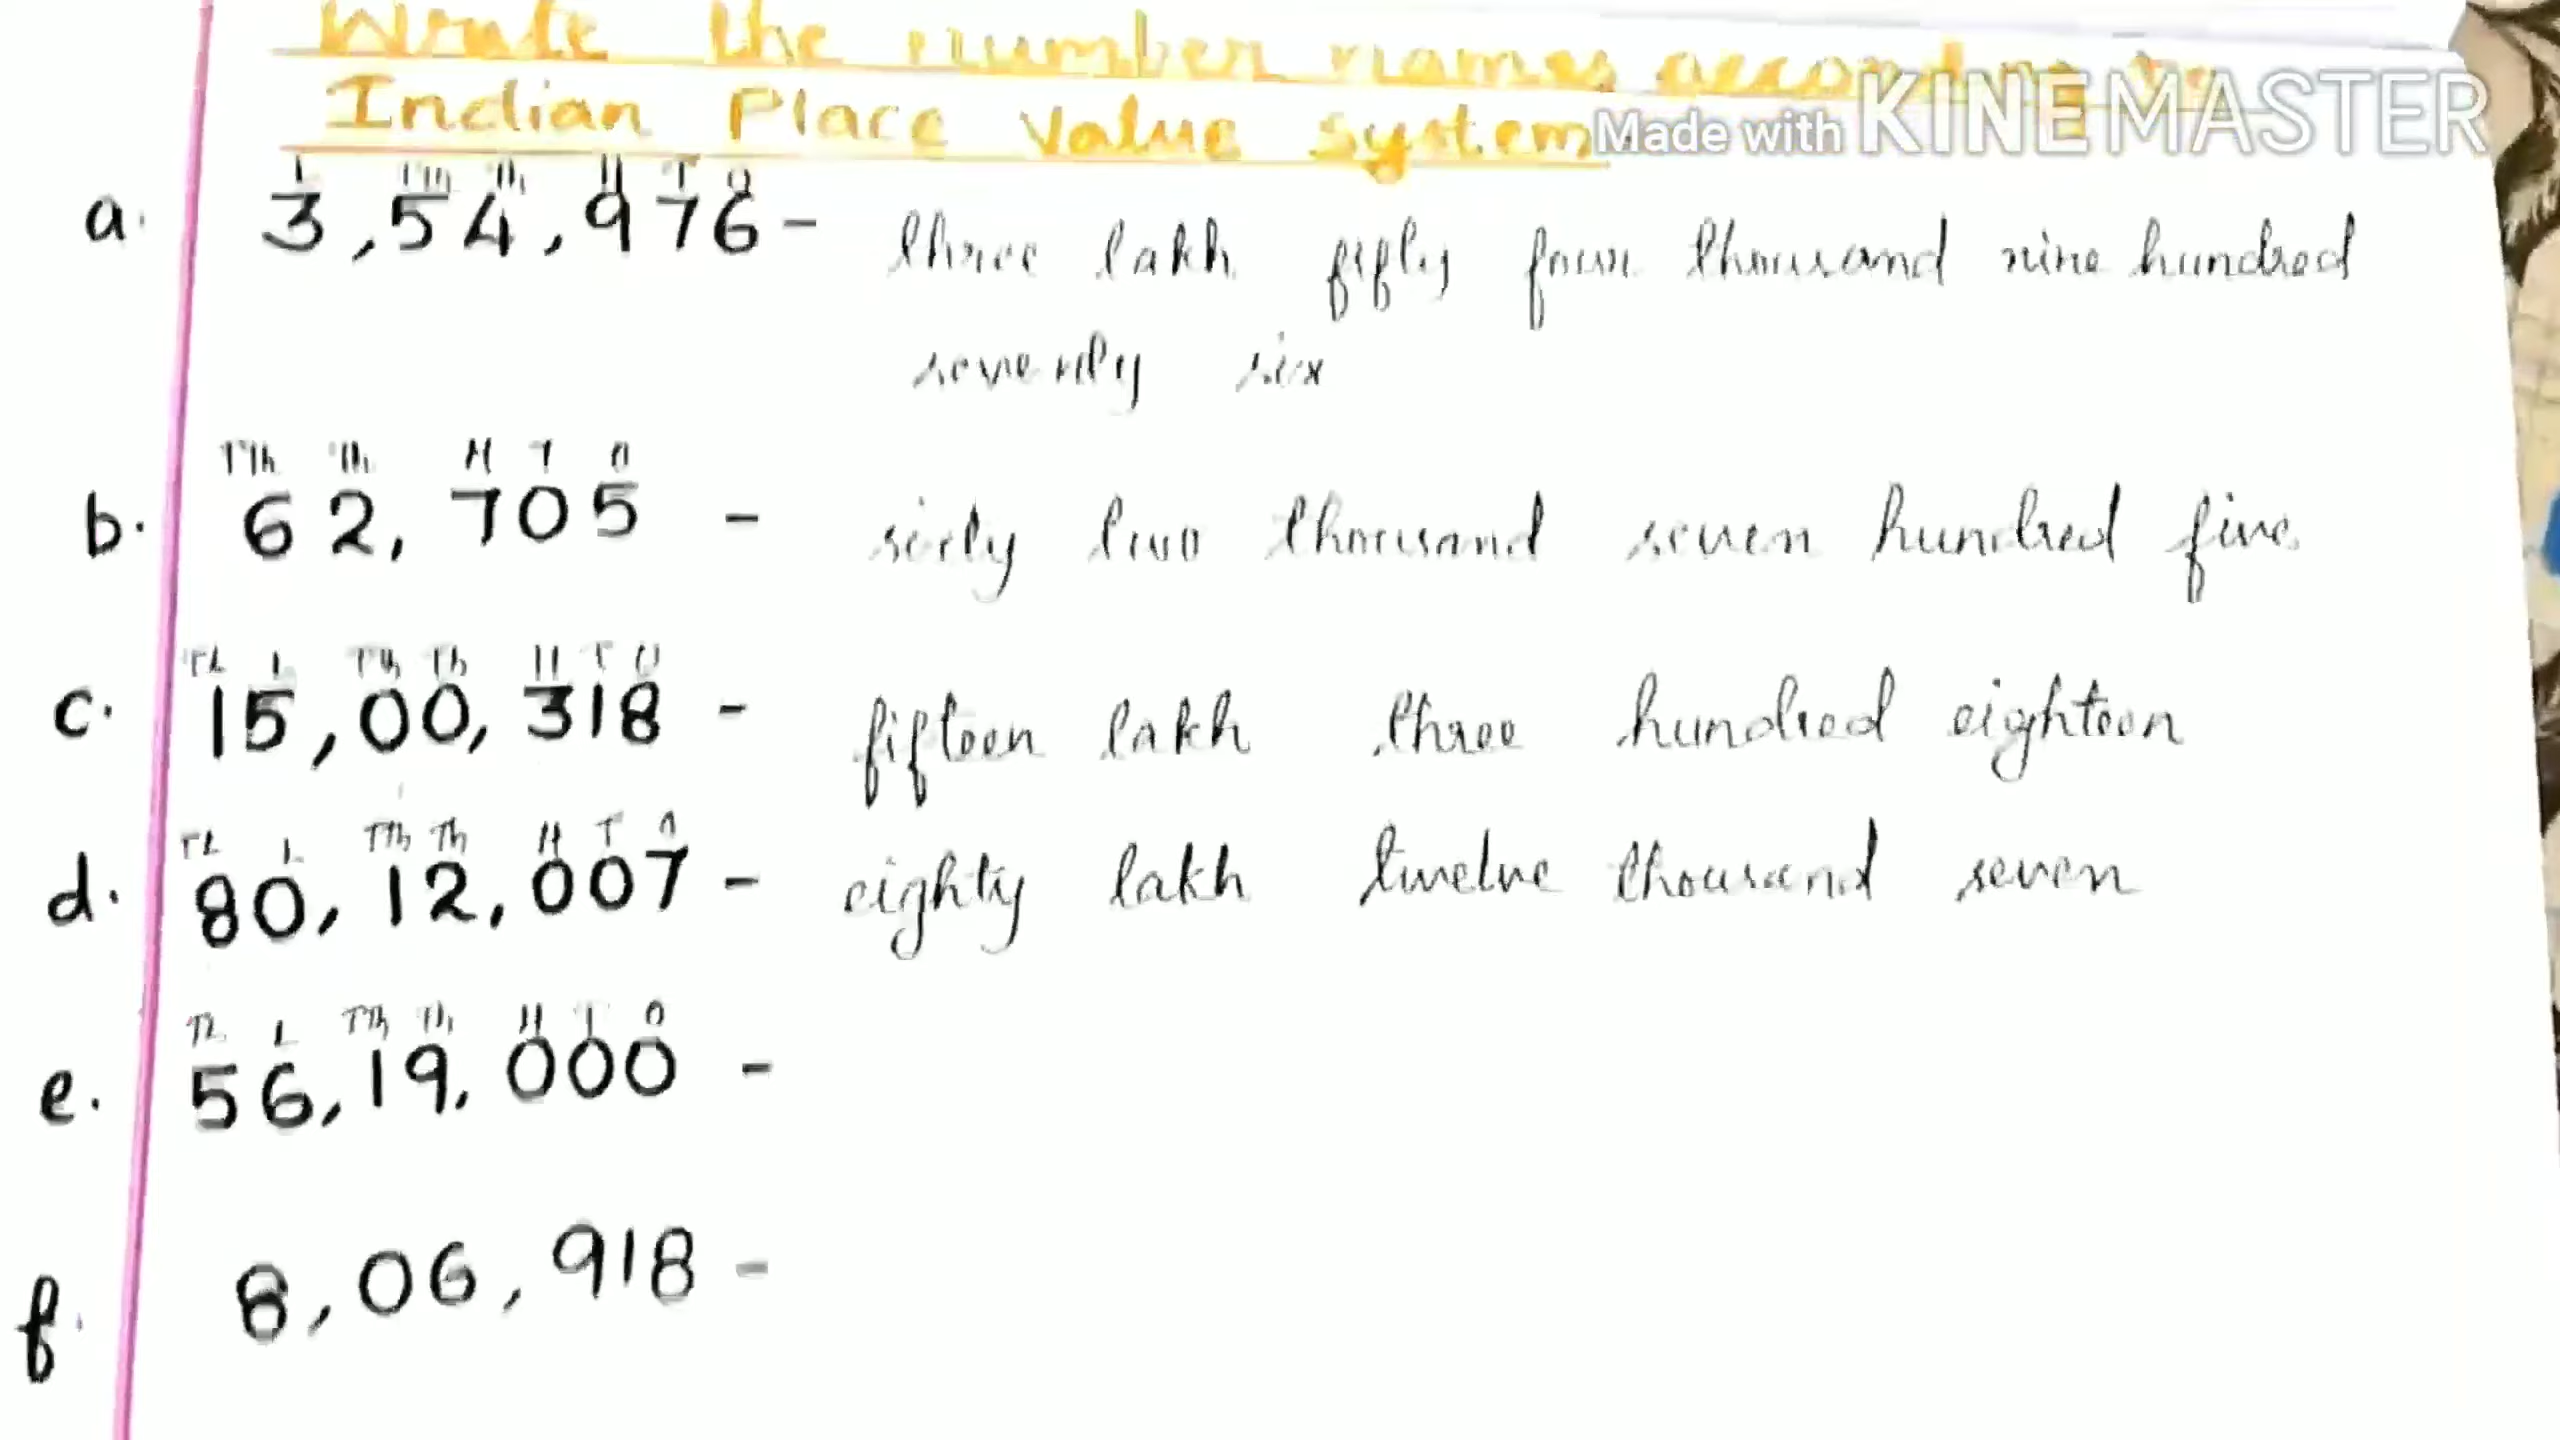 Write the number names according to
Indian Place Value System
Made with KINEMASTER
L TTh Th H T O
a. 3,54,976 - three lakh fifty four thousand nine hundred
seventy six
TTh Th H T O
b. 62,705 - sixty two thousand seven hundred five
TL L TTh Th H T O
c. 15,00,318 - fifteen lakh three hundred eighteen
TL L TTh Th H T O
d. 80,12,007 - eighty lakh twelve thousand seven
TL L TTh Th H T O
e. 56,19,000 -
f. 8,06,918 -